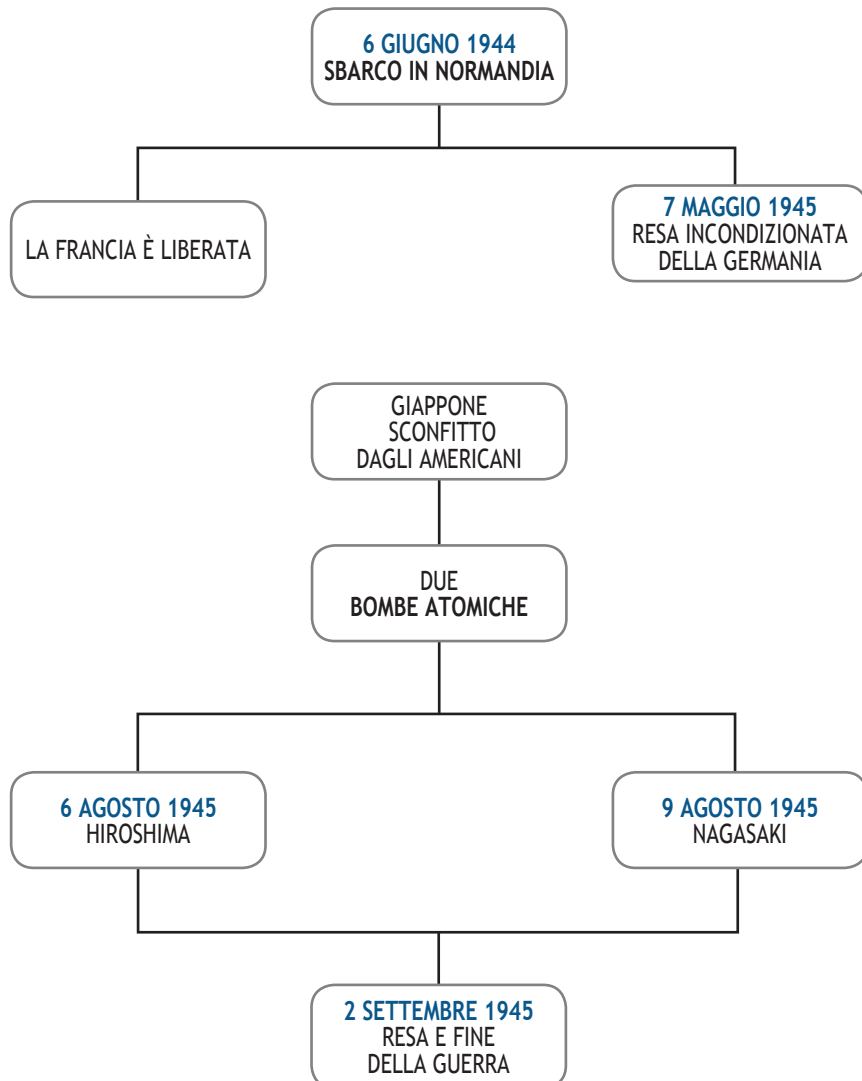 6 GIUGNO 1944
SBARCO IN NORMANDIA
LA FRANCIA È LIBERATA
7 MAGGIO 1945
RESA INCONDIZIONATA
DELLA GERMANIA
GIAPPONE
SCONFITTO
DAGLI AMERICANI
DUE
BOMBE ATOMICHE
6 AGOSTO 1945
HIROSHIMA
9 AGOSTO 1945
NAGASAKI
2 SETTEMBRE 1945
RESA E FINE
DELLA GUERRA